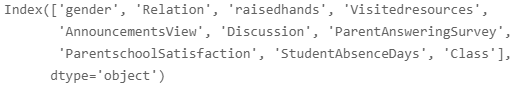 Index(['gender', 'Relation', 'raisedhands', 'Visitedresources',
'AnnouncementsView', 'Discussion', 'ParentAnsweringSurvey',
'ParentschoolSatisfaction', 'StudentAbsenceDays', 'Class'],
dtype='object')